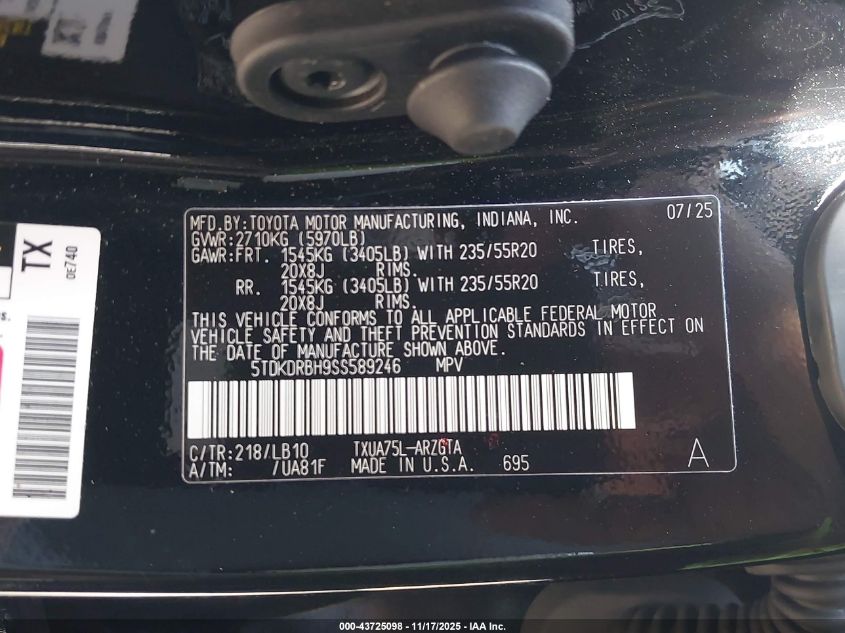 TX
0E740
MFD.BY:TOYOTA MOTOR MANUFACTURING, INDIANA, INC. 07/25
GVWR:2710KG (5970LB)
GAWR:FRT. 1545KG (3405LB) WITH 235/55R20 TIRES,
20X8J RIMS.
RR. 1545KG (3405LB) WITH 235/55R20 TIRES,
20X8J RIMS.
THIS VEHICLE CONFORMS TO ALL APPLICABLE FEDERAL MOTOR
VEHICLE SAFETY AND THEFT PREVENTION STANDARDS IN EFFECT ON
THE DATE OF MANUFACTURE SHOWN ABOVE.
5TDKDRBH9SS589246 MPV
C/TR:218/LB10 TXUA75L-ARZGTA
A/TM: /UA81F MADE IN U.S.A. 695 A
000-43725098 - 11/17/2025 - IAA Inc.